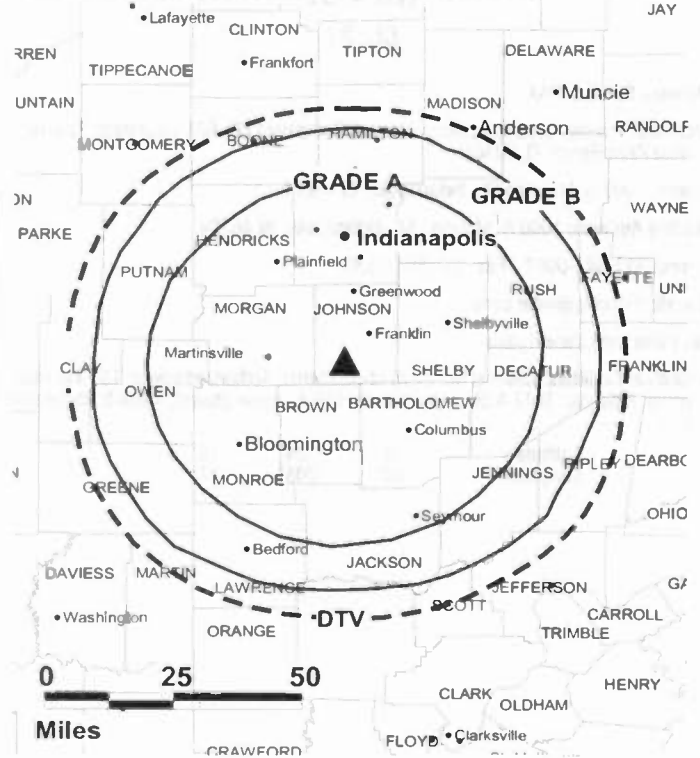 JAY
Lafayette
CLINTON
RREN
TIPTON
DELAWARE
Frankfort
TIPPECANOE
Muncie
UNTAIN
MADISON
RANDOLF
Anderson
MONTGOMERY
BOONE
HAMILTON
GRADE A
GRADE B
ON
WAYNE
PARKE
HENDRICKS
Indianapolis
Plainfield
PUTNAM
FAYETTE
UNI
Greenwood
RUSH
MORGAN
JOHNSON
Shelbyville
Franklin
Martinsville
CLAY
SHELBY
DECATUR
FRANKLIN
OWEN
BROWN
BARTHOLOMEW
Columbus
Bloomington
RIPLEY
DEARBO
JENNINGS
MONROE
N
GREENE
Seymour
OHIO
Bedford
JACKSON
DAVIESS
MARTIN
LAWRENCE
JEFFERSON
GA
SCOTT
Washington
DTV
CARROLL
ORANGE
TRIMBLE
0 25 50
HENRY
CLARK
OLDHAM
Miles
FLOYD
Clarksville
CRAWFORD